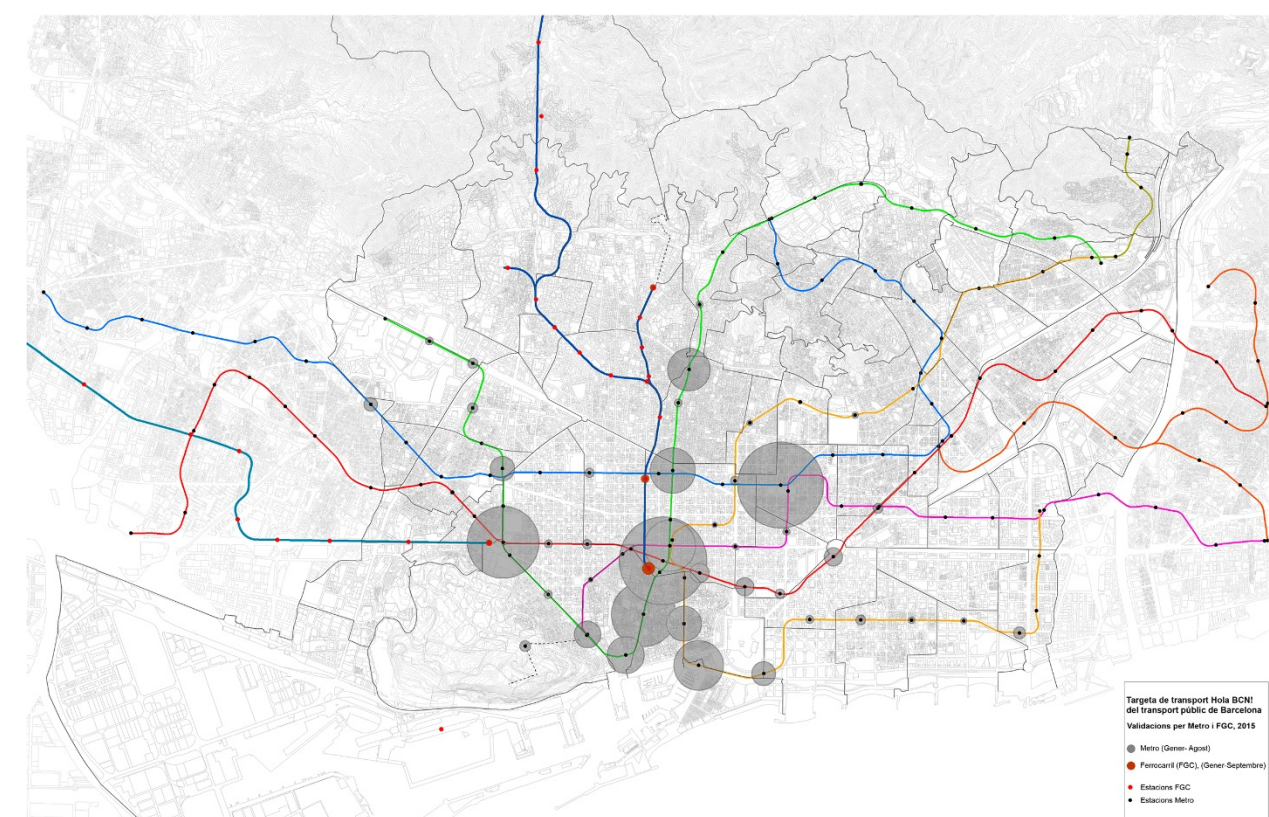 Targeta de transport Hola BCN!
del transport públic de Barcelona
Validacions per Metro i FGC, 2015
Metro (Gener- Agost)
Ferrocarril (FGC), (Gener-Septembre)
Estacions FGC
Estacions Metro